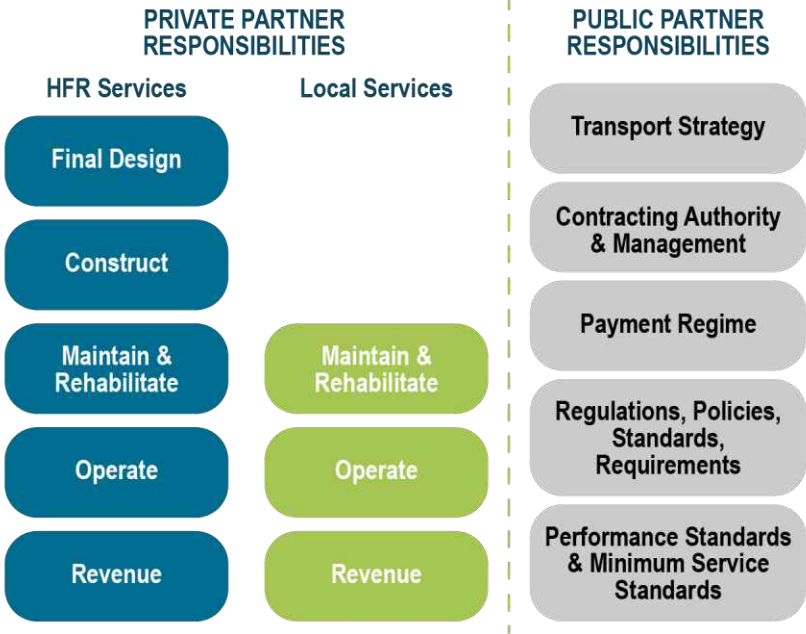 PRIVATE PARTNER
RESPONSIBILITIES
HFR Services
Final Design
Construct
Maintain &
Rehabilitate
Operate
Revenue
Local Services
Maintain &
Rehabilitate
Operate
Revenue
PUBLIC PARTNER
RESPONSIBILITIES
Transport Strategy
Contracting Authority
& Management
Payment Regime
Regulations, Policies,
Standards,
Requirements
Performance Standards
& Minimum Service
Standards